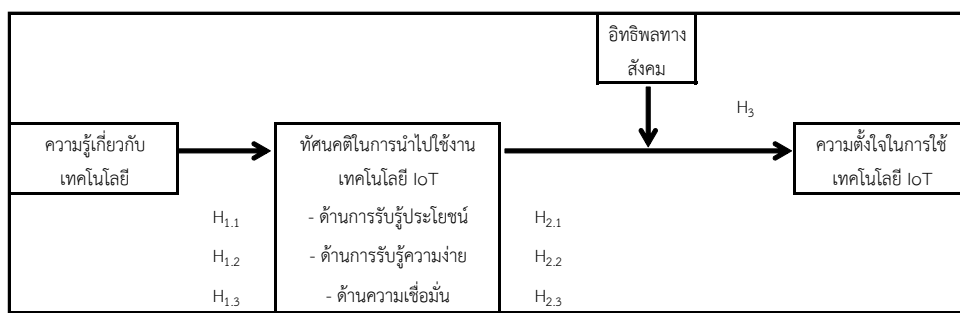 อิทธิพลทาง
สังคม
H3
ความรู้เกี่ยวกับ
เทคโนโลยี
ทัศนคติในการนำไปใช้งาน
เทคโนโลยี IoT
- ด้านการรับรู้ประโยชน์
- ด้านการรับรู้ความง่าย
- ด้านความเชื่อมั่น
ความตั้งใจในการใช้
เทคโนโลยี IoT
H1.1
H1.2
H1.3
H2.1
H2.2
H2.3